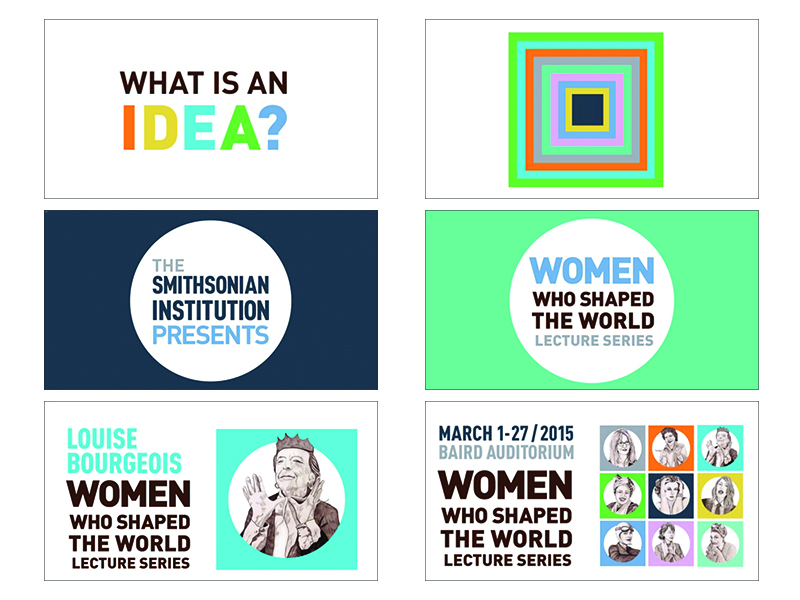 WHAT IS AN
IDEA?
THE
SMITHSONIAN
INSTITUTION
PRESENTS
WOMEN
WHO SHAPED
THE WORLD
LECTURE SERIES
LOUISE
BOURGEOIS
WOMEN
WHO SHAPED
THE WORLD
LECTURE SERIES
MARCH 1-27 / 2015
BAIRD AUDITORIUM
WOMEN
WHO SHAPED
THE WORLD
LECTURE SERIES